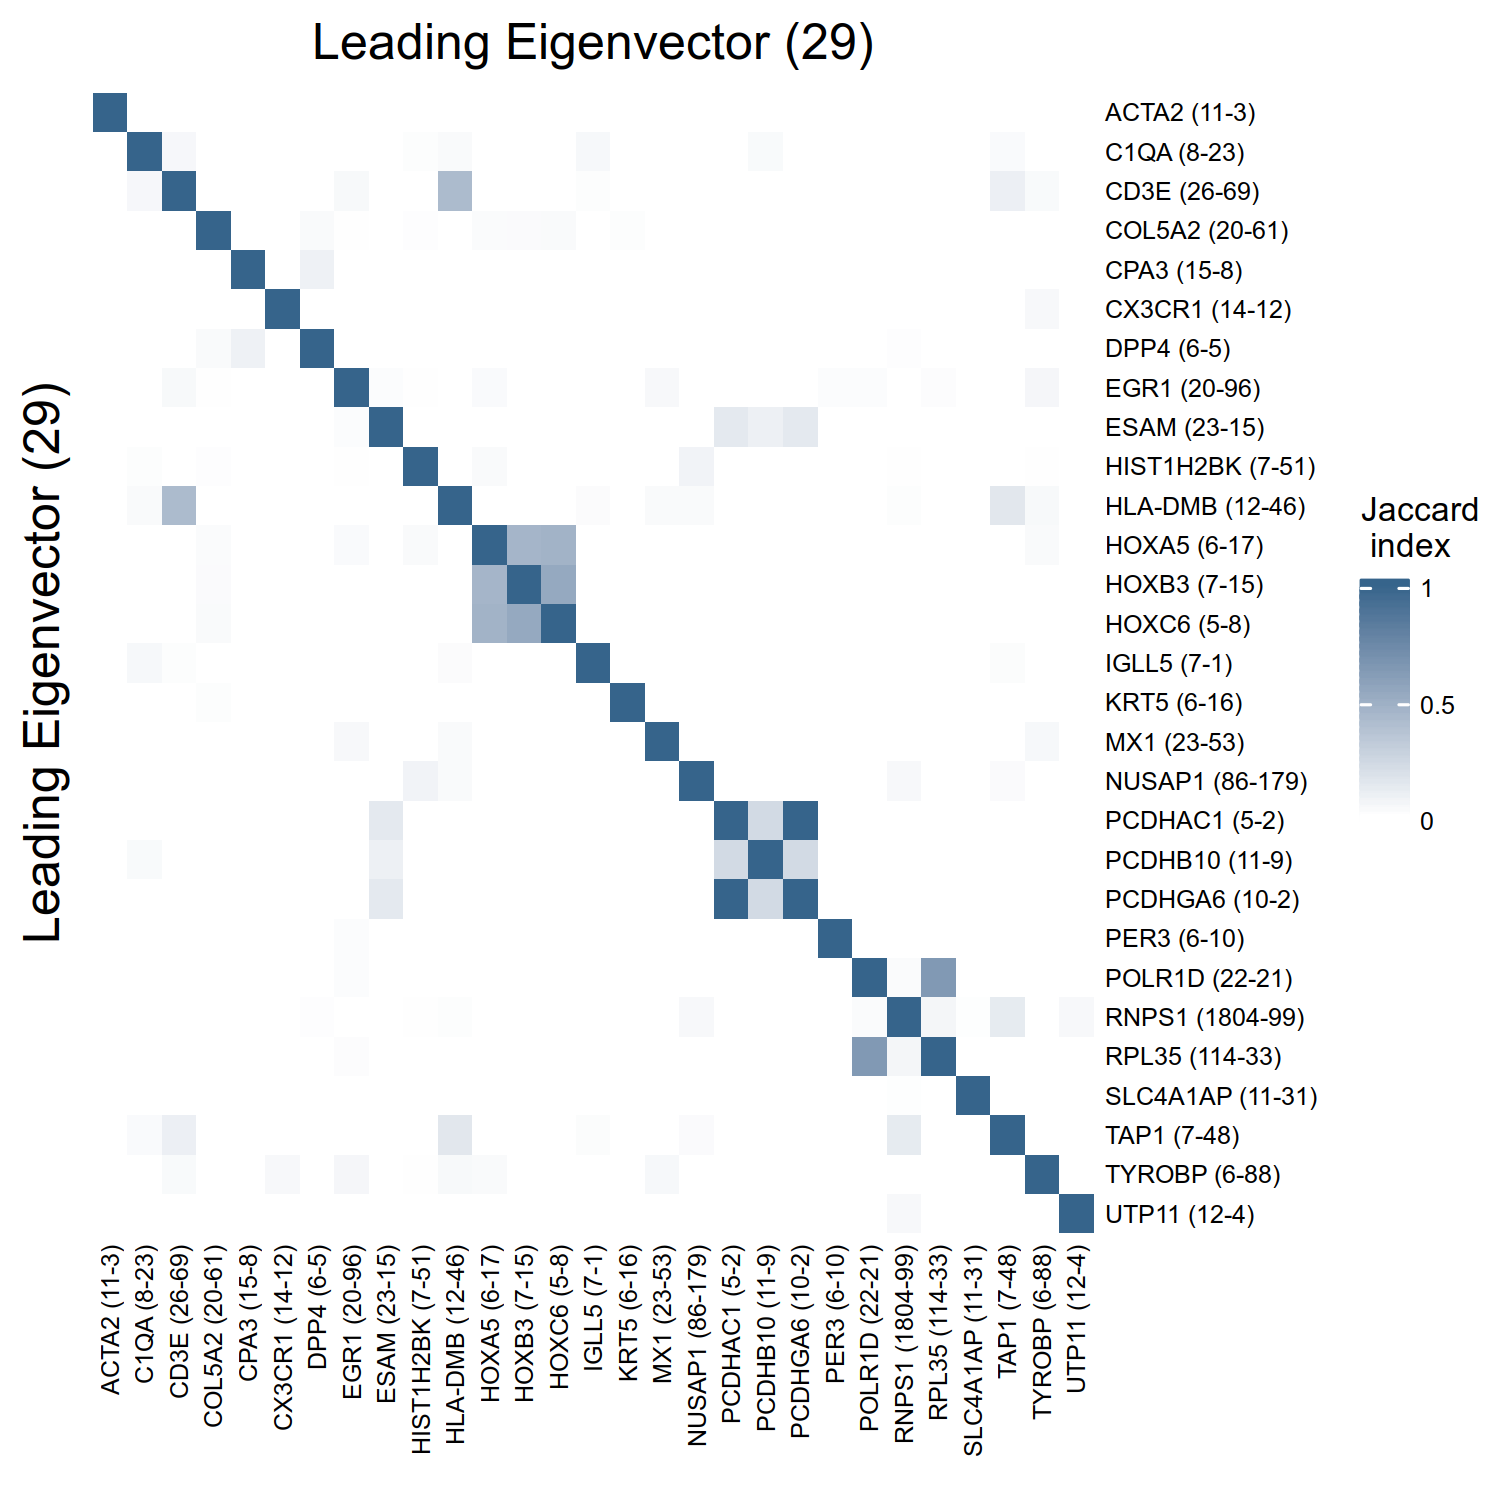 Leading Eigenvector (29)
Leading Eigenvector (29)
ACTA2 (11-3)
C1QA (8-23)
CD3E (26-69)
COL5A2 (20-61)
CPA3 (15-8)
CX3CR1 (14-12)
DPP4 (6-5)
EGR1 (20-96)
ESAM (23-15)
HIST1H2BK (7-51)
HLA-DMB (12-46)
HOXA5 (6-17)
HOXB3 (7-15)
HOXC6 (5-8)
IGLL5 (7-1)
KRT5 (6-16)
MX1 (23-53)
NUSAP1 (86-179)
PCDHAC1 (5-2)
PCDHB10 (11-9)
PCDHGA6 (10-2)
PER3 (6-10)
POLR1D (22-21)
RNPS1 (1804-99)
RPL35 (114-33)
SLC4A1AP (11-31)
TAP1 (7-48)
TYROBP (6-88)
UTP11 (12-4)
Jaccard
index
1
0.5
0
ACTA2 (11-3)
C1QA (8-23)
CD3E (26-69)
COL5A2 (20-61)
CPA3 (15-8)
CX3CR1 (14-12)
DPP4 (6-5)
EGR1 (20-96)
ESAM (23-15)
HIST1H2BK (7-51)
HLA-DMB (12-46)
HOXA5 (6-17)
HOXB3 (7-15)
HOXC6 (5-8)
IGLL5 (7-1)
KRT5 (6-16)
MX1 (23-53)
NUSAP1 (86-179)
PCDHAC1 (5-2)
PCDHB10 (11-9)
PCDHGA6 (10-2)
PER3 (6-10)
POLR1D (22-21)
RNPS1 (1804-99)
RPL35 (114-33)
SLC4A1AP (11-31)
TAP1 (7-48)
TYROBP (6-88)
UTP11 (12-4)